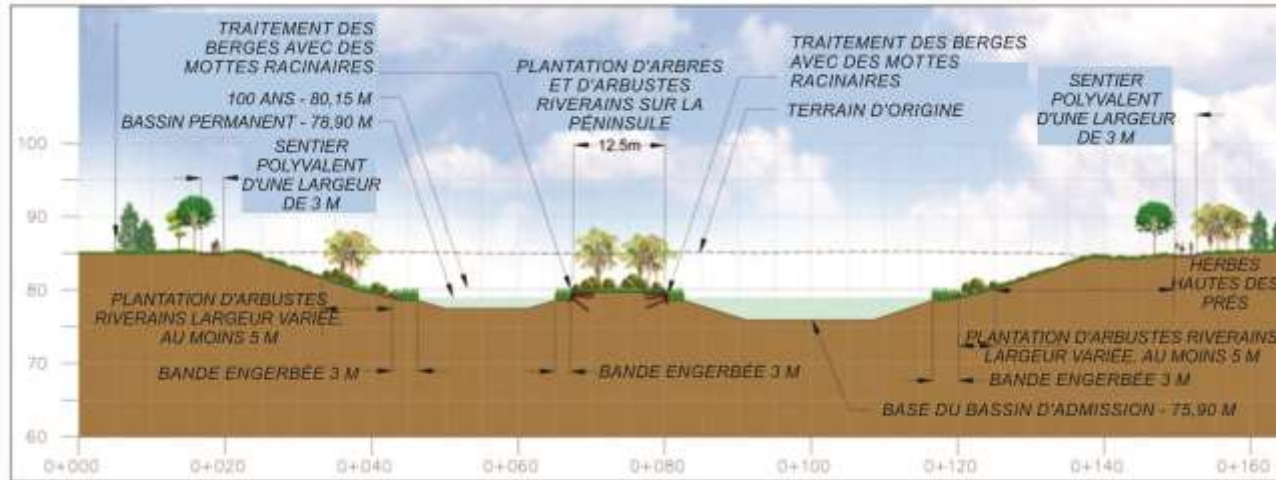 TRAITEMENT DES
BERGES AVEC DES
MOTTES RACINAIRES
100 ANS - 80,15 M
BASSIN PERMANENT - 78,90 M
SENTIER
POLYVALENT
D'UNE LARGEUR
DE 3 M
PLANTATION D'ARBRES
ET D'ARBUSTES
RIVERAINS SUR LA
PÉNINSULE
12.5m
TRAITEMENT DES BERGES
AVEC DES MOTTES
RACINAIRES
TERRAIN D'ORIGINE
SENTIER
POLYVALENT
D'UNE LARGEUR
DE 3 M
100
90
80
70
60
PLANTATION D'ARBUSTES
RIVERAINS LARGEUR VARIÉE,
AU MOINS 5 M
BANDE ENGERBÉE 3 M
BANDE ENGERBÉE 3 M
HERBES
HAUTES DES
PRÉS
PLANTATION D'ARBUSTES RIVERAINS
LARGEUR VARIÉE, AU MOINS 5 M
BANDE ENGERBÉE 3 M
BASE DU BASSIN D'ADMISSION - 75,90 M
0+000
0+020
0+040
0+060
0+080
0+100
0+120
0+140
0+160